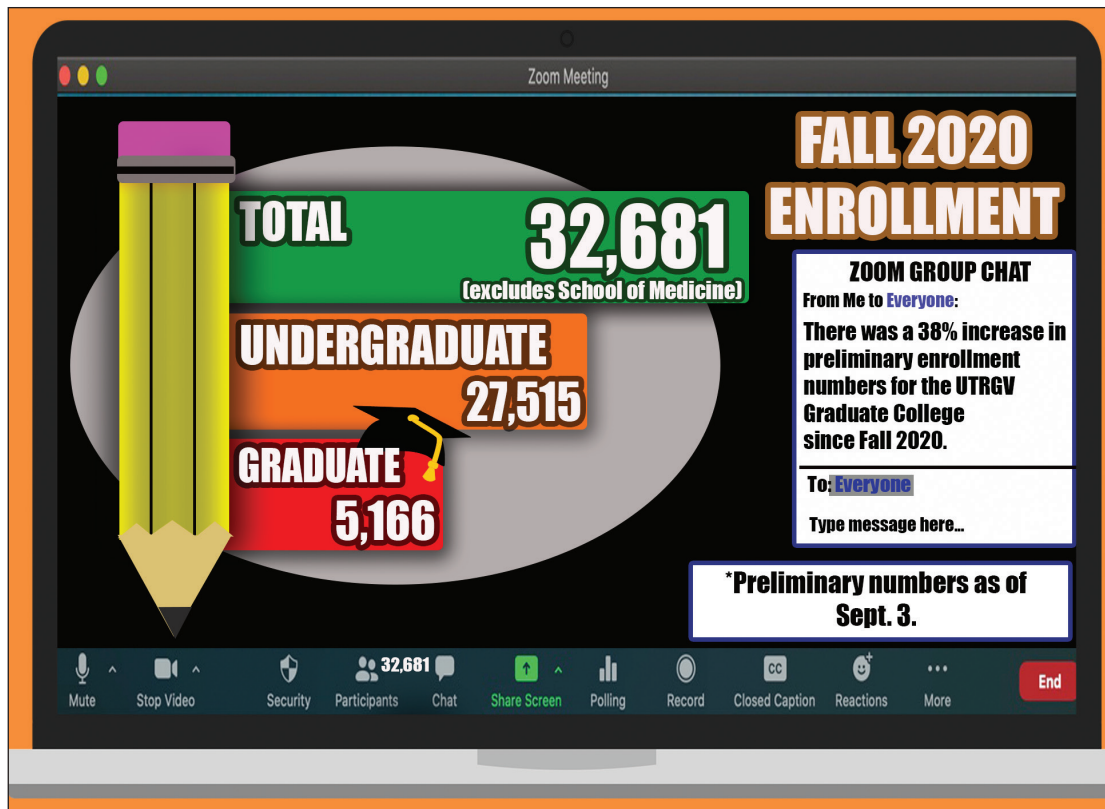 Zoom Meeting
FALL 2020
ENROLLMENT
TOTAL
32,681
(excludes School of Medicine)
UNDERGRADUATE
27,515
GRADUATE
5,166
ZOOM GROUP CHAT
From Me to Everyone:
There was a 38% increase in
preliminary enrollment
numbers for the UTRGV
Graduate College
since Fall 2020.
To: Everyone
Type message here...
*Preliminary numbers as of
Sept. 3.
32,681
Mute
Stop Video
Security
Participants
Chat
Share Screen
Polling
Record
CC
Closed Caption
Reactions
More
End